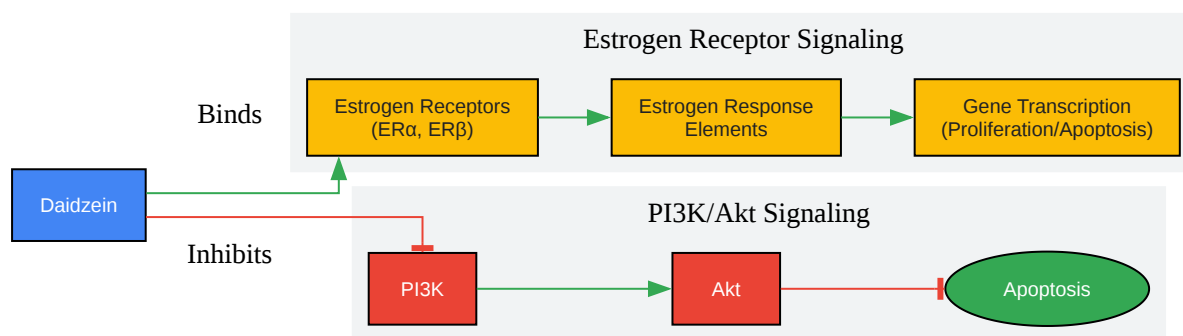 Estrogen Receptor Signaling
Binds
Estrogen Receptors
(ERα, ERβ)
Estrogen Response
Elements
Gene Transcription
(Proliferation/Apoptosis)
Daidzein
Inhibits
PI3K/Akt Signaling
PI3K
Akt
Apoptosis